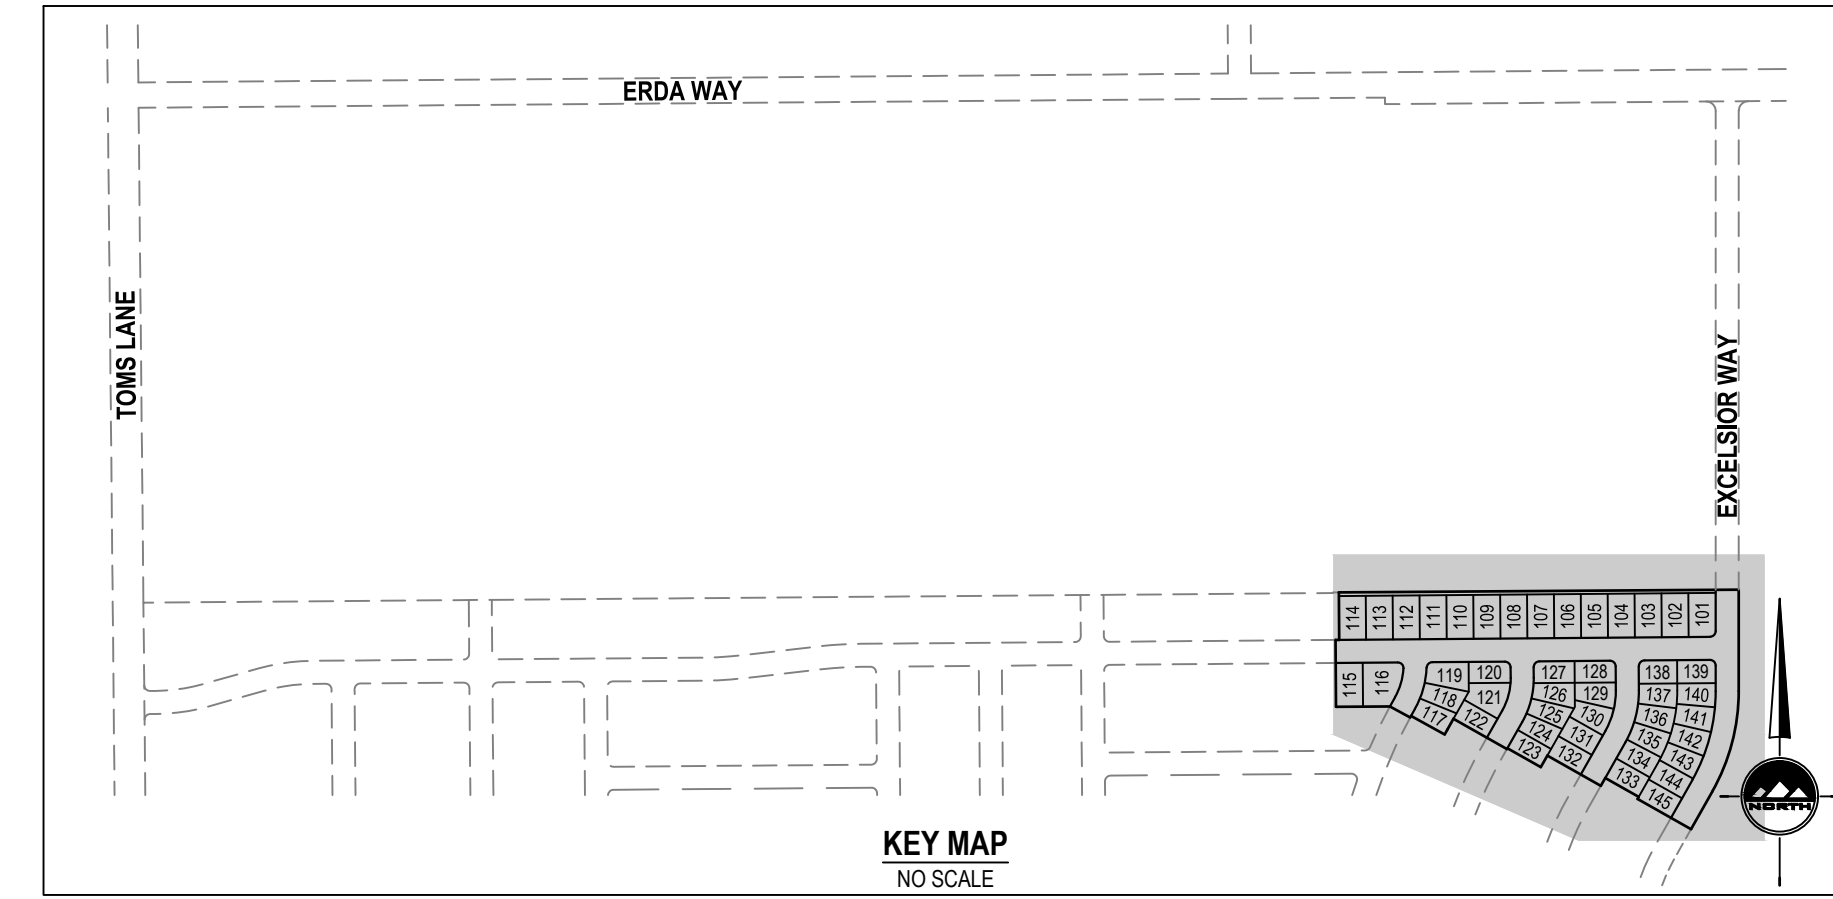 ERDA WAY
TOMS LANE
EXCELSIOR WAY
114 113 112 111 110 109 108 107 106 105 104 103 102 101
115 116 119 120 127 128 138 139
118 121 126 129 137 140
117 122 125 130 136 141
124 131 135 142
123 132 134 143
133 144
145
NORTH
KEY MAP
NO SCALE